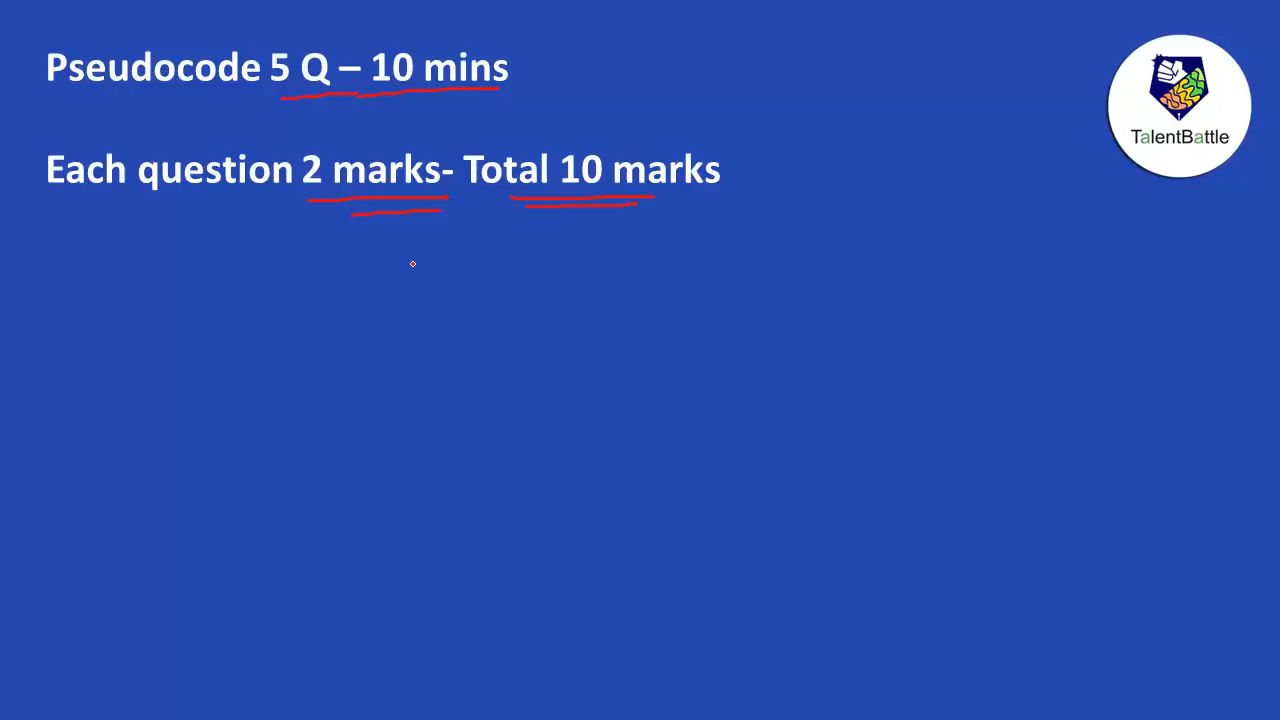 Pseudocode 5 Q – 10 mins
Each question 2 marks- Total 10 marks
TalentBattle